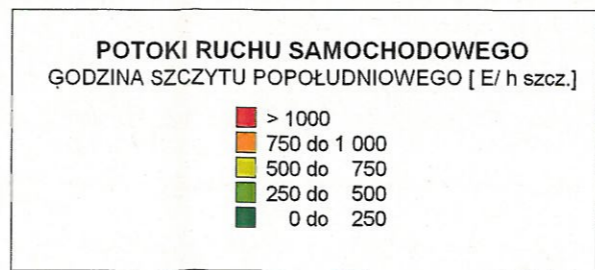 POTOKI RUCHU SAMOCHODOWEGO
GODZINA SZCZYTU POPOŁUDNIOWEGO [ E/ h szcz.]
> 1000
750 do 1 000
500 do 750
250 do 500
0 do 250